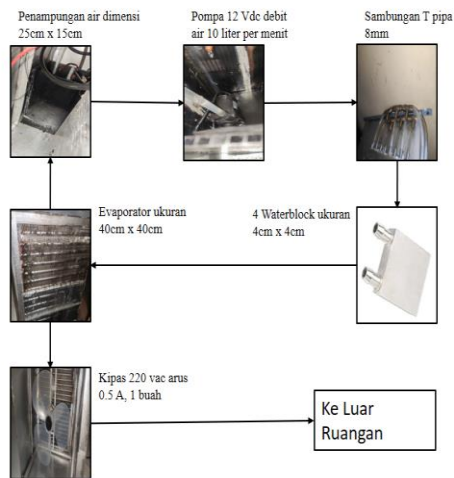 Penampungan air dimensi
25cm x 15cm
Pompa 12 Vdc debit
air 10 liter per menit
Sambungan T pipa
8mm
Evaporator ukuran
40cm x 40cm
4 Waterblock ukuran
4cm x 4cm
Kipas 220 vac arus
0.5 A, 1 buah
Ke Luar
Ruangan